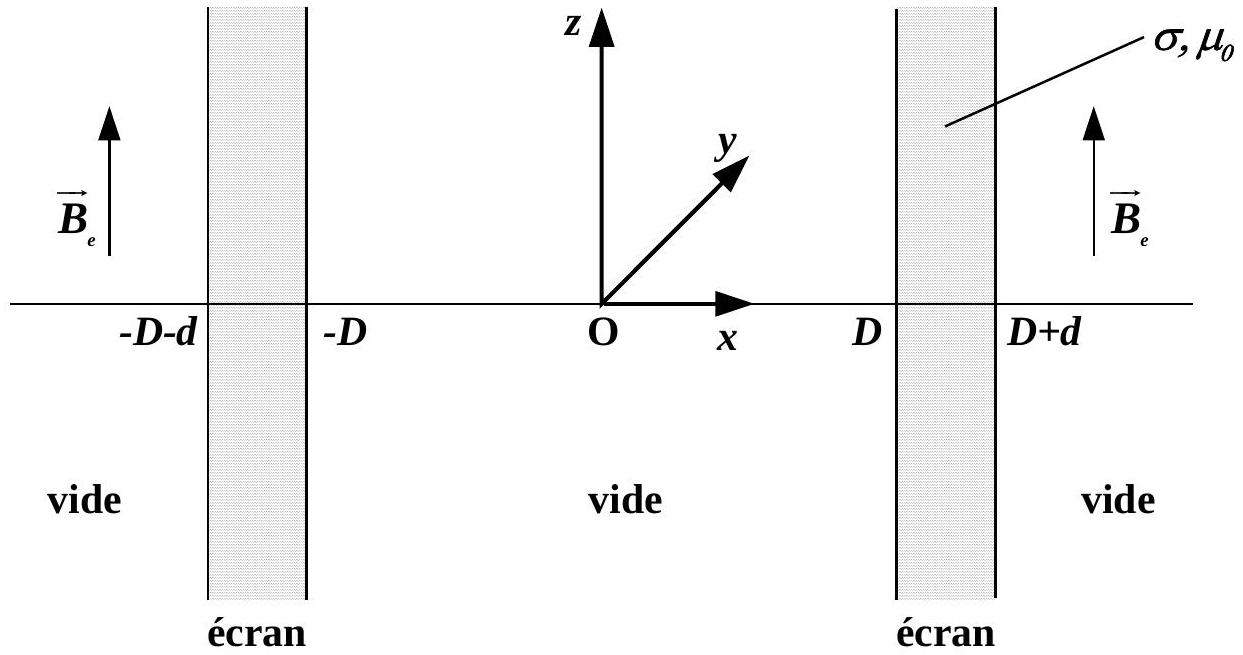 z
σ, μ₀
y
B⃗ₑ
B⃗ₑ
-D-d
-D
O
x
D
D+d
vide
vide
vide
écran
écran